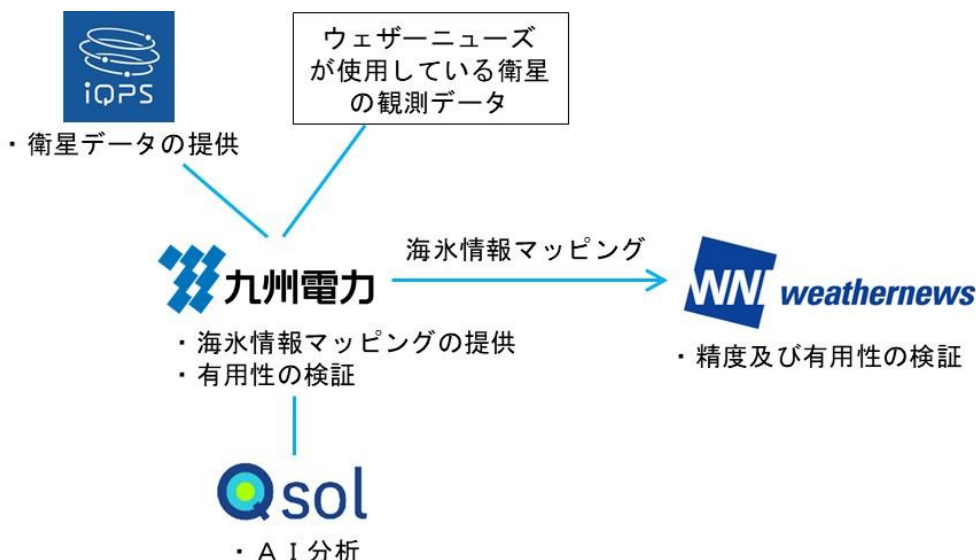 iQPS
・衛星データの提供
ウェザーニューズ
が使用している衛星
の観測データ
九州電力
・海氷情報マッピングの提供
・有用性の検証
海氷情報マッピング
WNI weathernews
・精度及び有用性の検証
Qsol
・ＡＩ分析